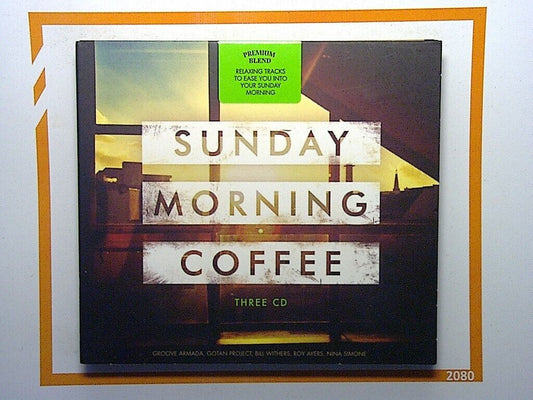 PREMIUM
BLEND
RELAXING TRACKS
TO EASE YOU INTO
YOUR SUNDAY
MORNING
SUNDAY
MORNING
COFFEE
THREE CD
GROOVE ARMADA, GOTAN PROJECT, BILL WITHERS, ROY AYERS, NINA SIMONE
2080